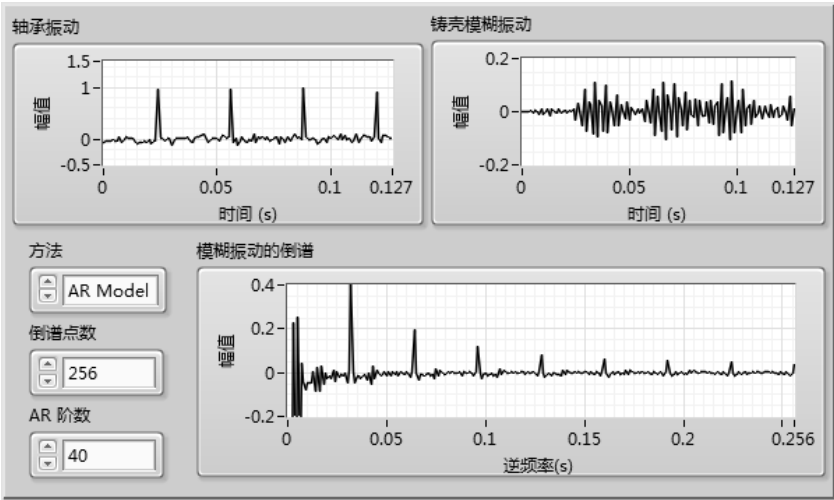 轴承振动
1.5
1
0
-0.5
幅值
0 0.05 0.1 0.127
时间 (s)
铸壳模糊振动
0.2
0
-0.2
幅值
0 0.05 0.1 0.127
时间 (s)
方法
AR Model
倒谱点数
256
AR 阶数
40
模糊振动的倒谱
0.4
0.2
0
-0.2
幅值
0 0.05 0.1 0.15 0.2 0.256
逆频率(s)